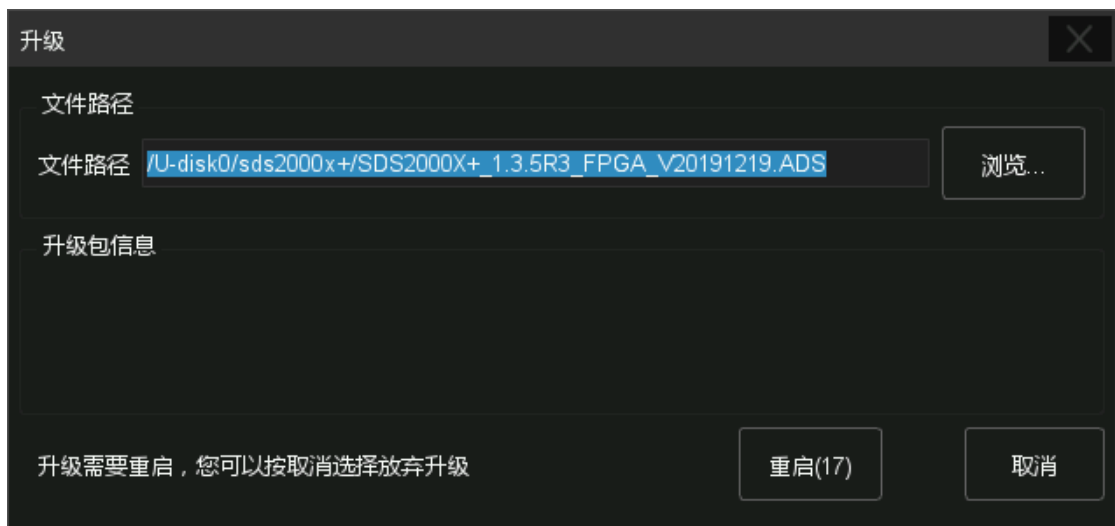 升级
文件路径
文件路径 /U-disk0/sds2000x+/SDS2000X+_1.3.5R3_FPGA_V20191219.ADS 浏览...
升级包信息
升级需要重启，您可以按取消选择放弃升级 重启(17) 取消